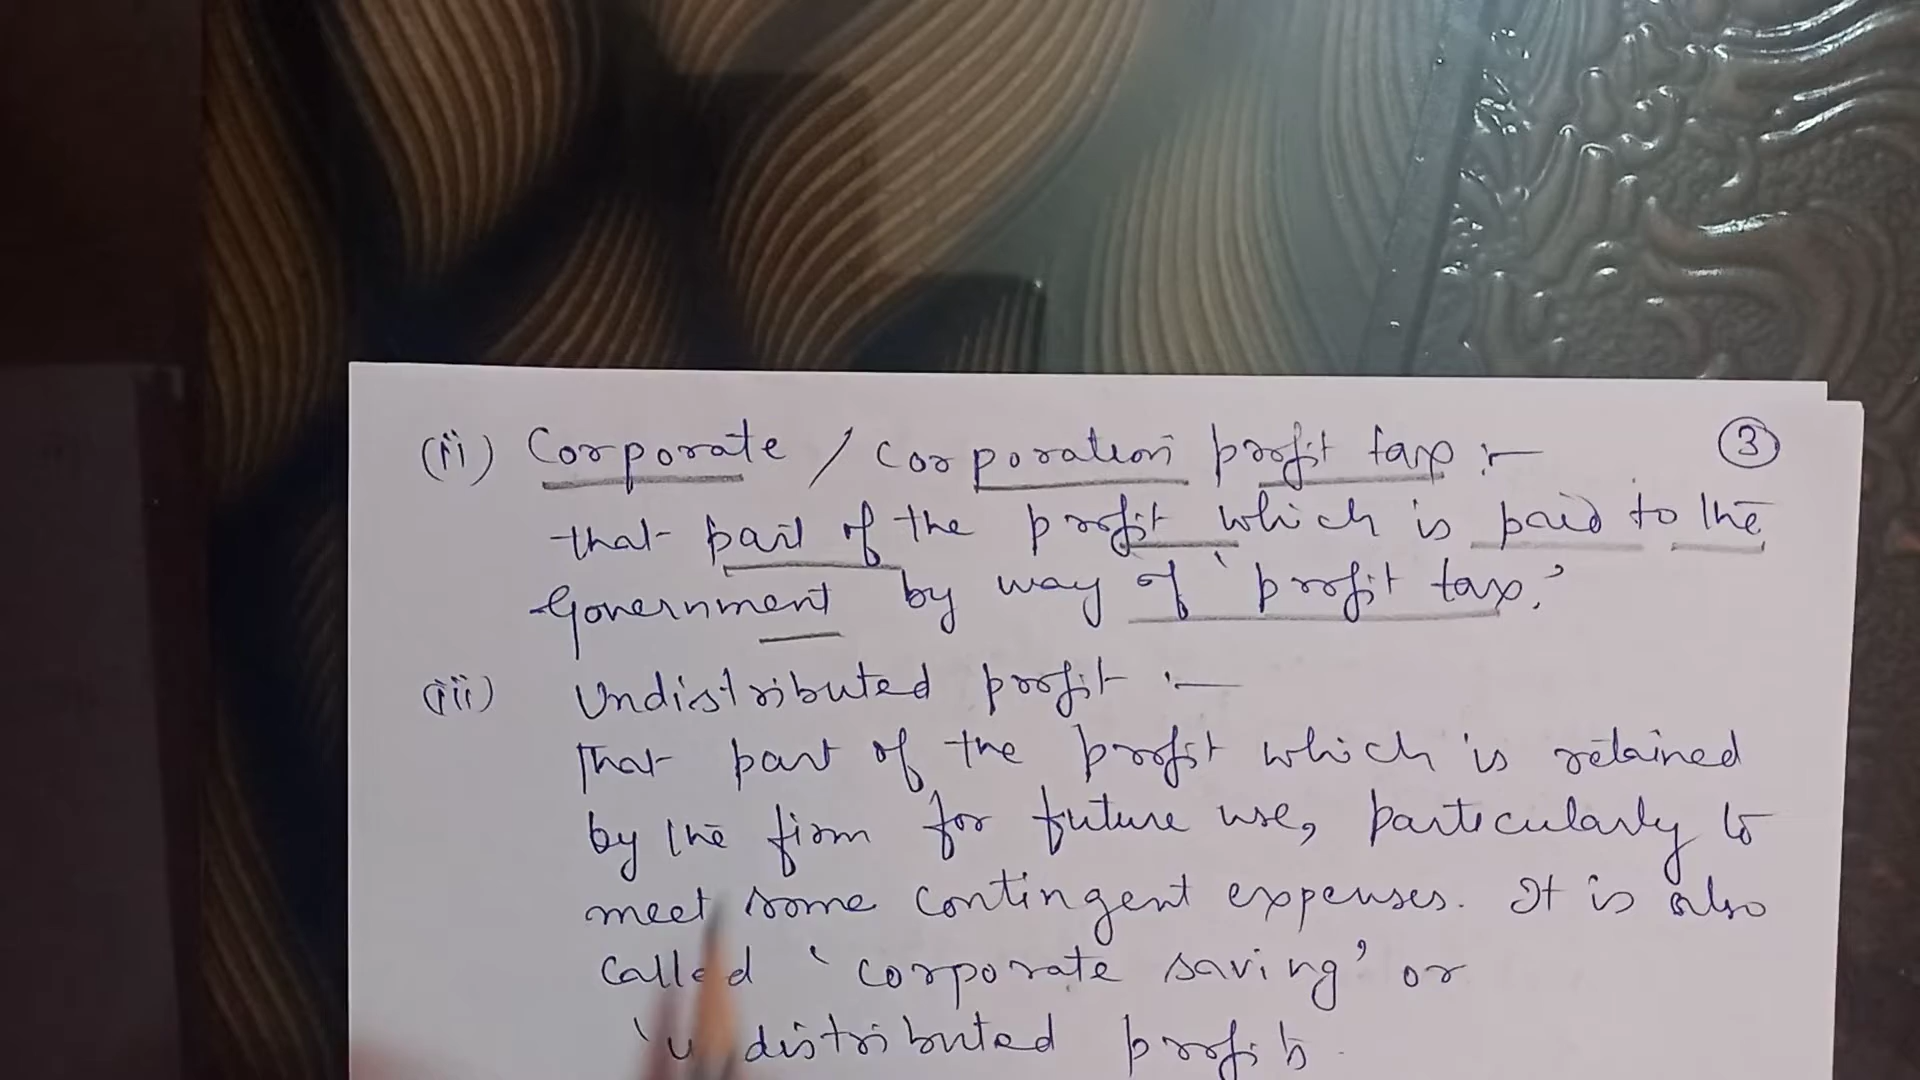 (ii) Corporate / Corporation profit tax :- ③
that part of the profit which is paid to the
Government by way of 'profit tax.'
(iii) Undistributed profit :-
That part of the profit which is retained
by the firm for future use, particularly to
meet some contingent expenses. It is also
called 'corporate saving' or
'undistributed profits.